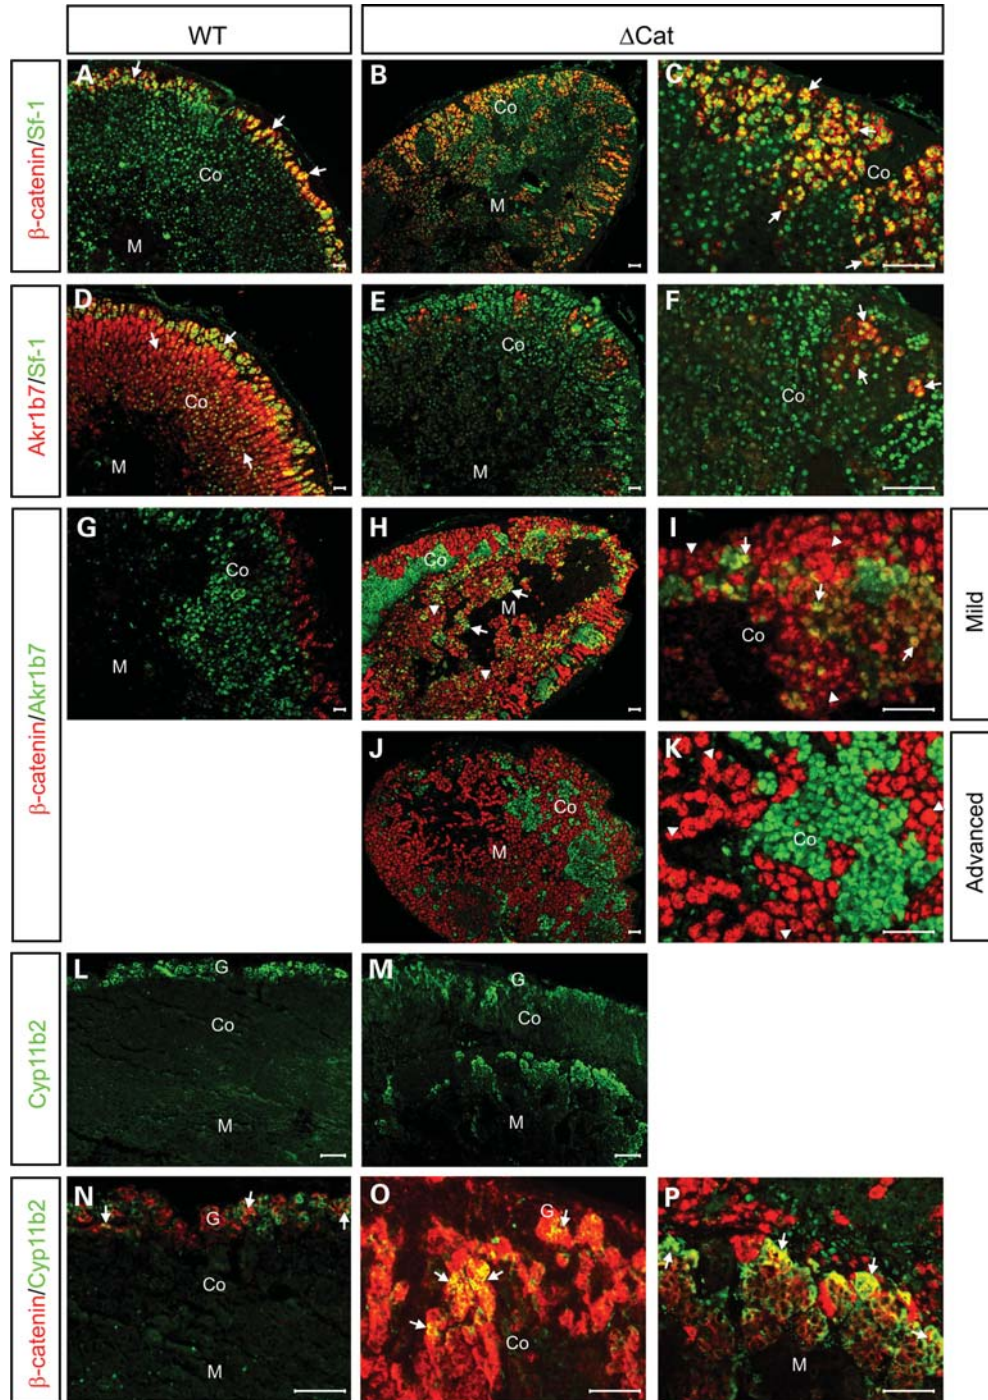 WT
ΔCat
β-catenin/Sf-1
A
Co
M
B
Co
M
C
Co
Akr1b7/Sf-1
D
Co
M
E
Co
M
F
Co
β-catenin/Akr1b7
G
Co
M
H
Co
M
I
Co
Mild
J
Co
M
K
Co
Advanced
Cyp11b2
L
G
Co
M
M
G
Co
M
β-catenin/Cyp11b2
N
G
Co
M
O
G
Co
P
M